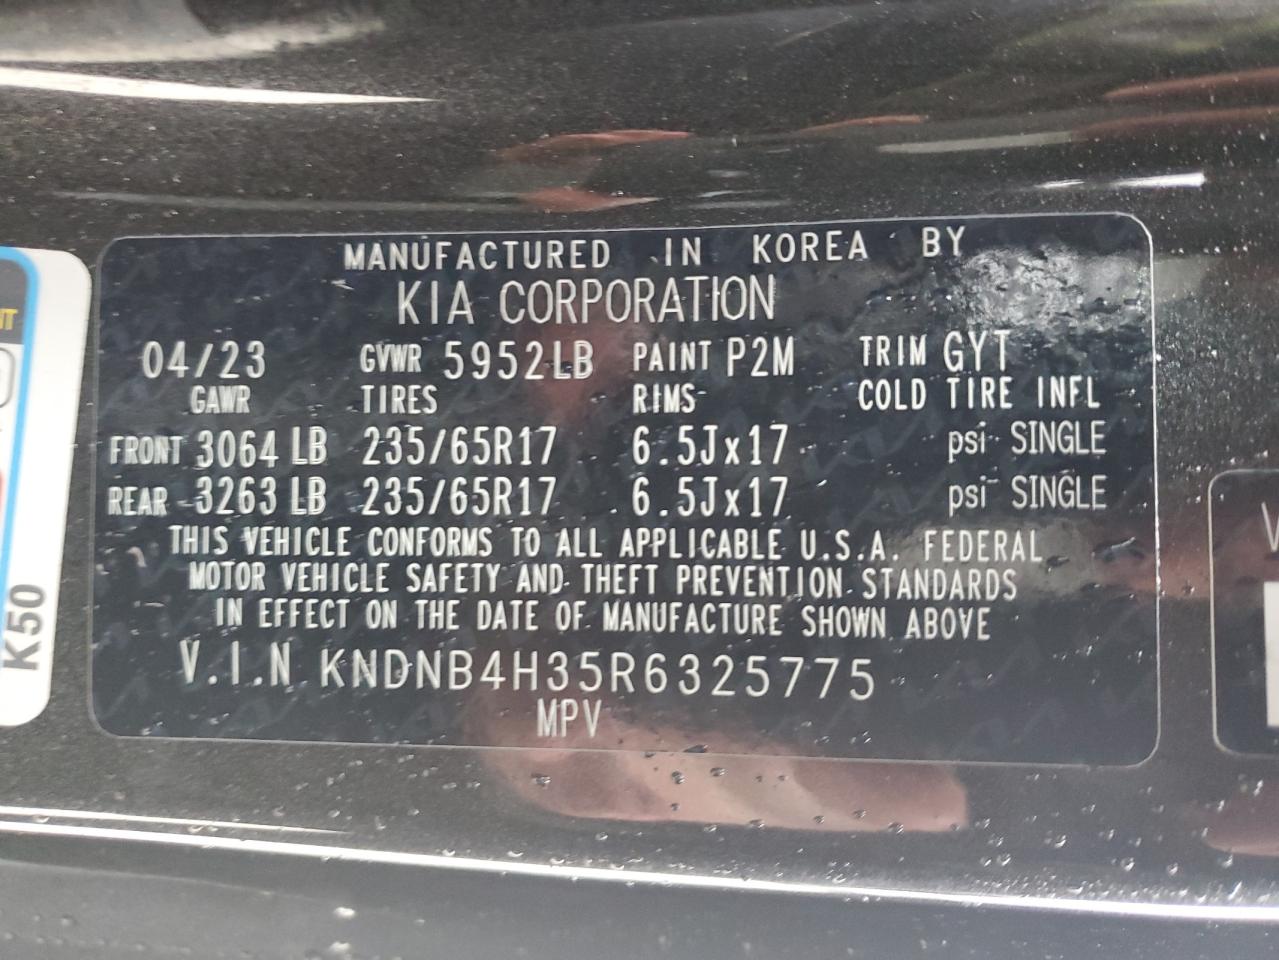 MANUFACTURED IN KOREA BY
KIA CORPORATION
04/23 GVWR 5952LB PAINT P2M TRIM GYT
GAWR TIRES RIMS COLD TIRE INFL
FRONT 3064 LB 235/65R17 6.5Jx17 psi SINGLE
REAR 3263 LB 235/65R17 6.5Jx17 psi SINGLE
THIS VEHICLE CONFORMS TO ALL APPLICABLE U.S.A. FEDERAL
MOTOR VEHICLE SAFETY AND THEFT PREVENTION STANDARDS
IN EFFECT ON THE DATE OF MANUFACTURE SHOWN ABOVE
V.I.N KNDNB4H35R6325775
MPV
K50